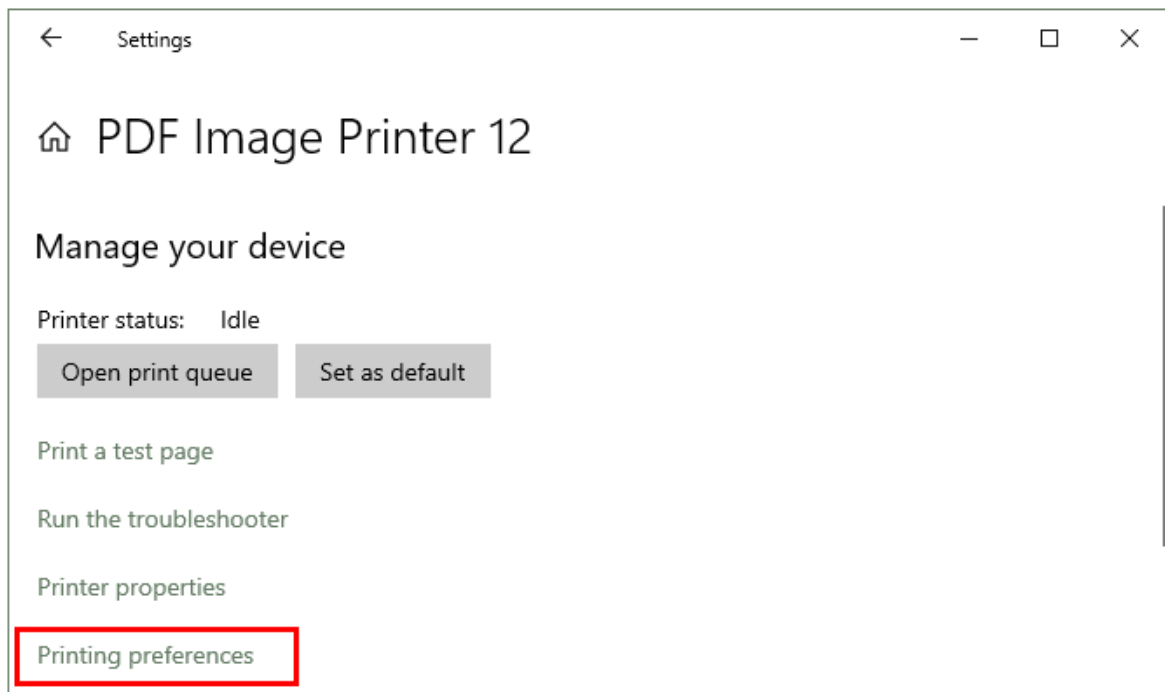 Settings
PDF Image Printer 12
Manage your device
Printer status: Idle
Open print queue Set as default
Print a test page
Run the troubleshooter
Printer properties
Printing preferences